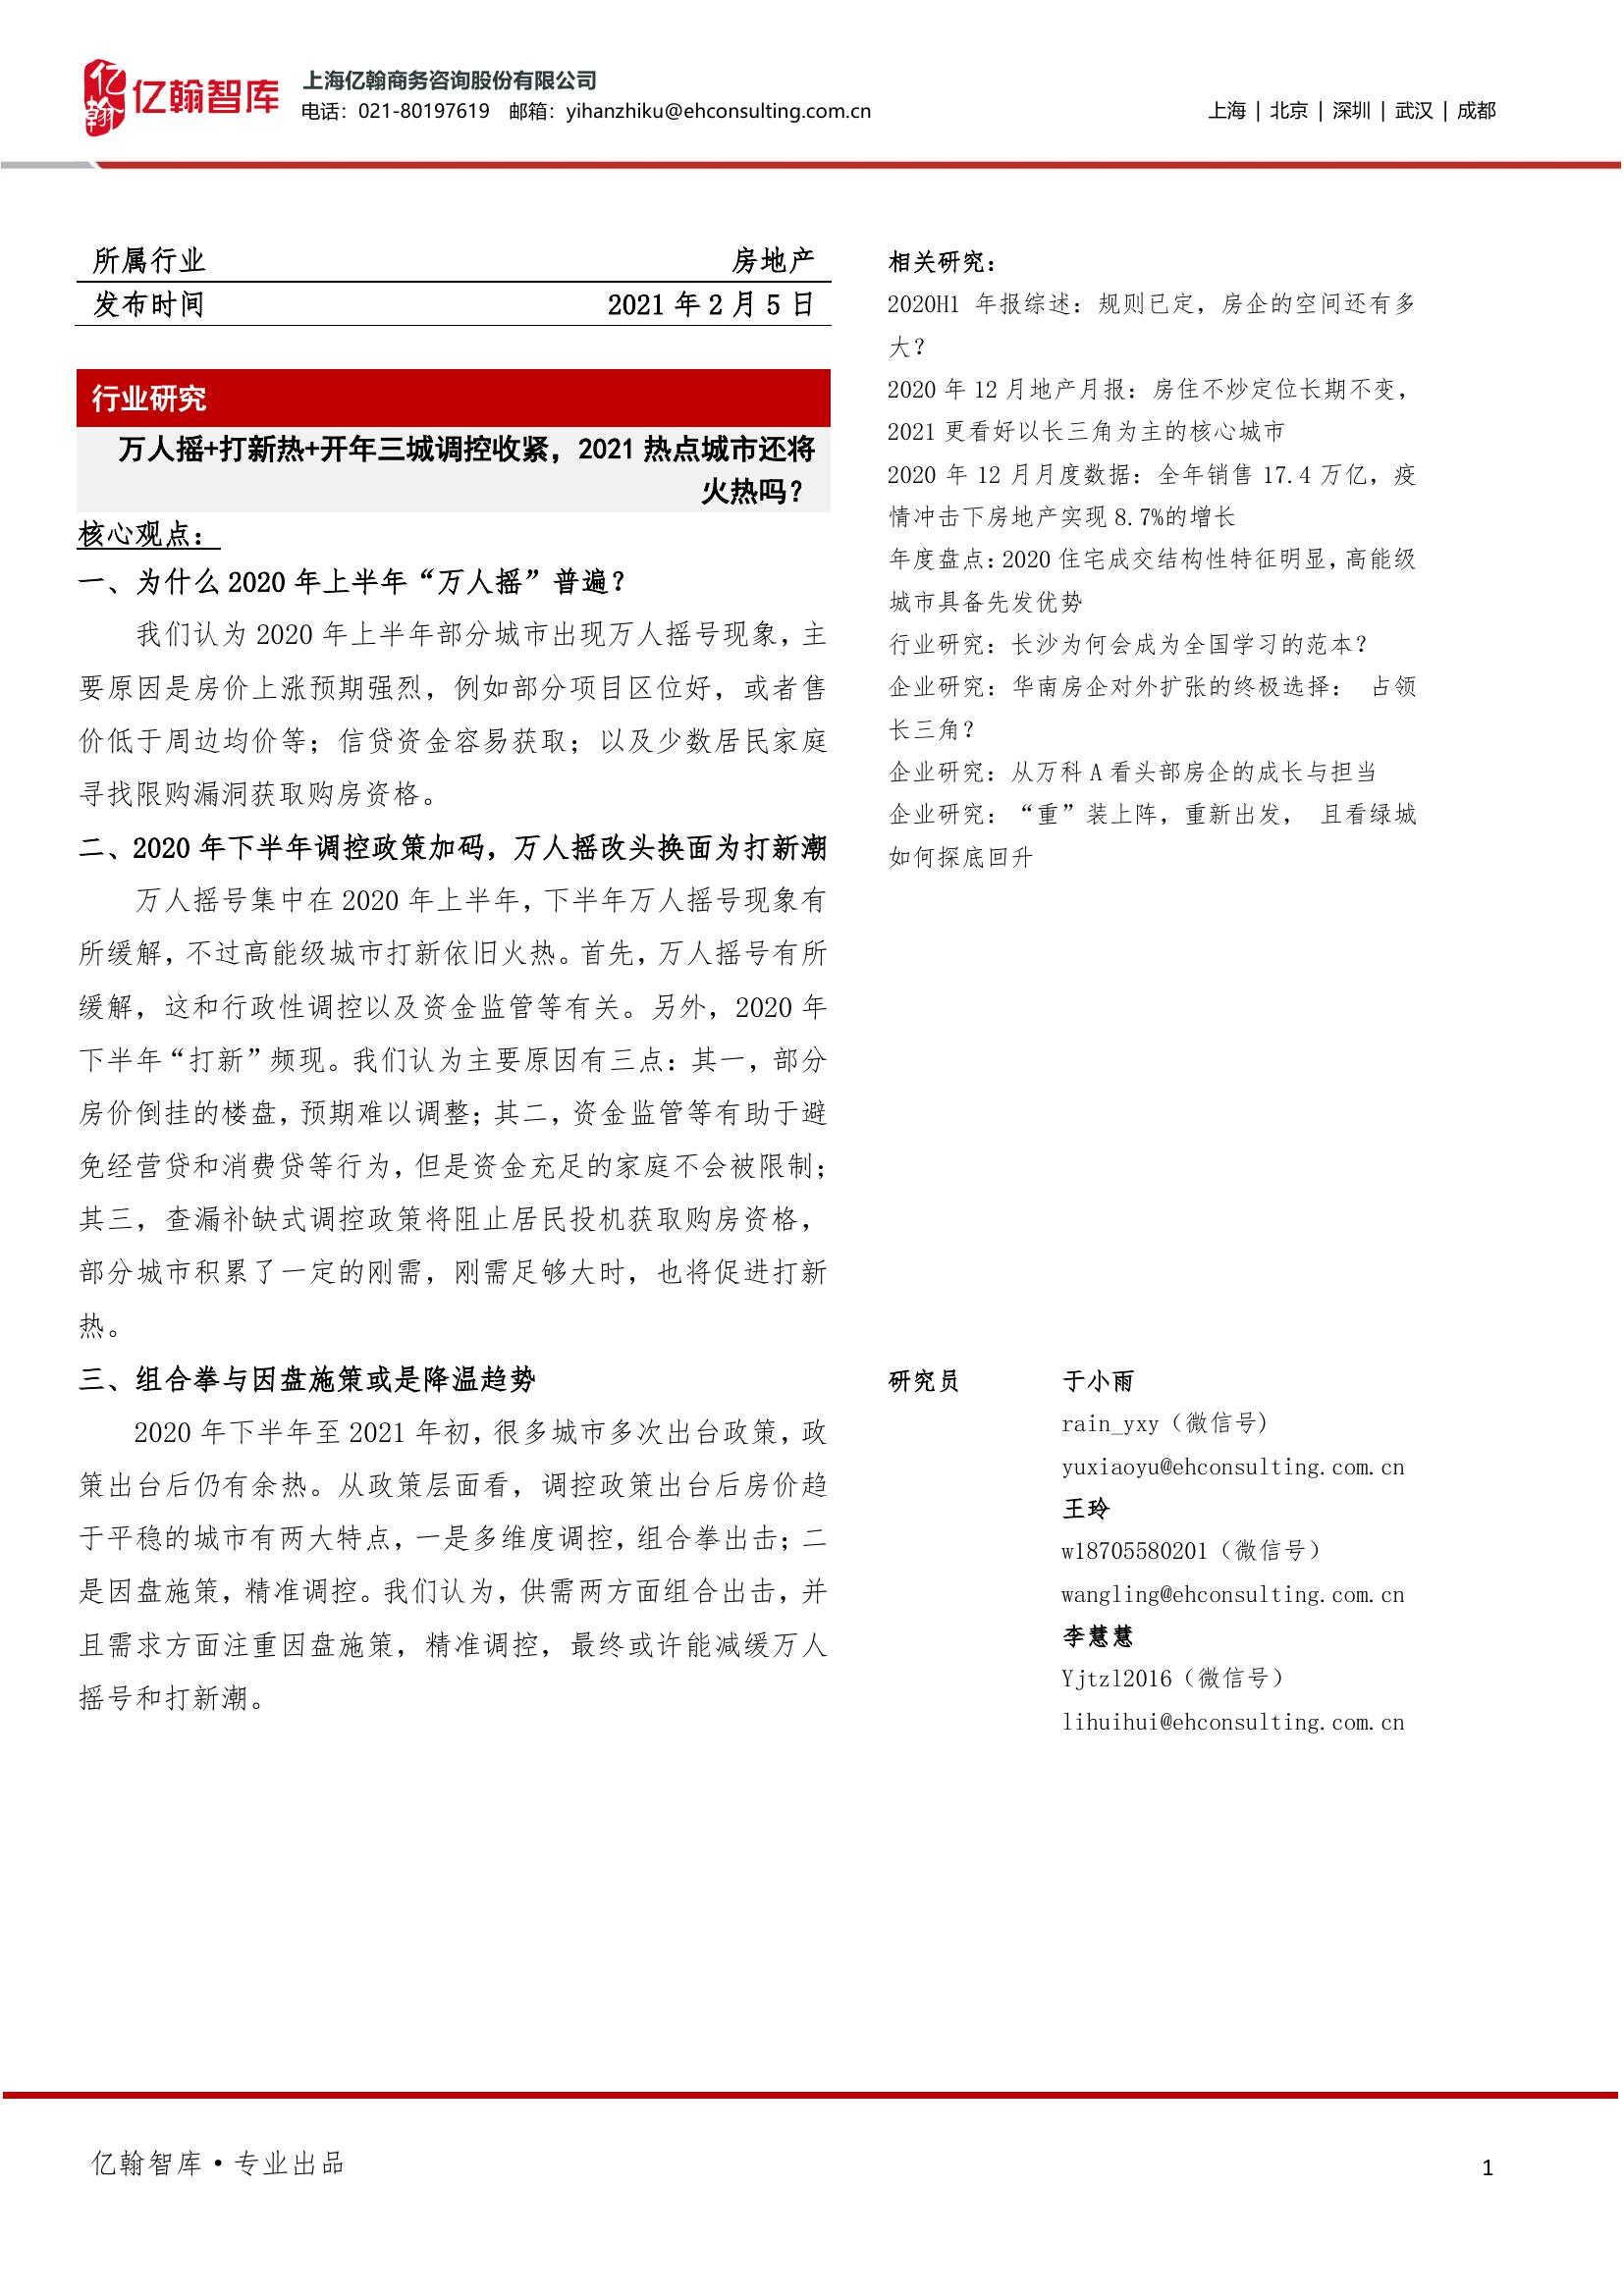 亿翰
亿翰智库
上海亿翰商务咨询股份有限公司
电话：021-80197619 邮箱：yihanzhiku@ehconsulting.com.cn
上海 | 北京 | 深圳 | 武汉 | 成都
所属行业 房地产
发布时间 2021 年 2 月 5 日
行业研究
万人摇+打新热+开年三城调控收紧，2021 热点城市还将
火热吗？
核心观点：
一、为什么 2020 年上半年“万人摇”普遍？
我们认为 2020 年上半年部分城市出现万人摇号现象，主
要原因是房价上涨预期强烈，例如部分项目区位好，或者售
价低于周边均价等；信贷资金容易获取；以及少数居民家庭
寻找限购漏洞获取购房资格。
二、2020 年下半年调控政策加码，万人摇改头换面为打新潮
万人摇号集中在 2020 年上半年，下半年万人摇号现象有
所缓解，不过高能级城市打新依旧火热。首先，万人摇号有所
缓解，这和行政性调控以及资金监管等有关。另外，2020 年
下半年“打新”频现。我们认为主要原因有三点：其一，部分
房价倒挂的楼盘，预期难以调整；其二，资金监管等有助于避
免经营贷和消费贷等行为，但是资金充足的家庭不会被限制；
其三，查漏补缺式调控政策将阻止居民投机获取购房资格，
部分城市积累了一定的刚需，刚需足够大时，也将促进打新
热。
三、组合拳与因盘施策或是降温趋势
2020 年下半年至 2021 年初，很多城市多次出台政策，政
策出台后仍有余热。从政策层面看，调控政策出台后房价趋
于平稳的城市有两大特点，一是多维度调控，组合拳出击；二
是因盘施策，精准调控。我们认为，供需两方面组合出击，并
且需求方面注重因盘施策，精准调控，最终或许能减缓万人
摇号和打新潮。
相关研究：
2020H1 年报综述：规则已定，房企的空间还有多
大？
2020 年 12 月地产月报：房住不炒定位长期不变，
2021 更看好以长三角为主的核心城市
2020 年 12 月月度数据：全年销售 17.4 万亿，疫
情冲击下房地产实现 8.7%的增长
年度盘点：2020 住宅成交结构性特征明显，高能级
城市具备先发优势
行业研究：长沙为何会成为全国学习的范本？
企业研究：华南房企对外扩张的终极选择： 占领
长三角？
企业研究：从万科 A 看头部房企的成长与担当
企业研究：“重”装上阵，重新出发， 且看绿城
如何探底回升
研究员 于小雨
rain_yxy（微信号）
yuxiaoyu@ehconsulting.com.cn
王玲
w18705580201（微信号）
wangling@ehconsulting.com.cn
李慧慧
Yjtzl2016（微信号）
lihuihui@ehconsulting.com.cn
亿翰智库·专业出品
1